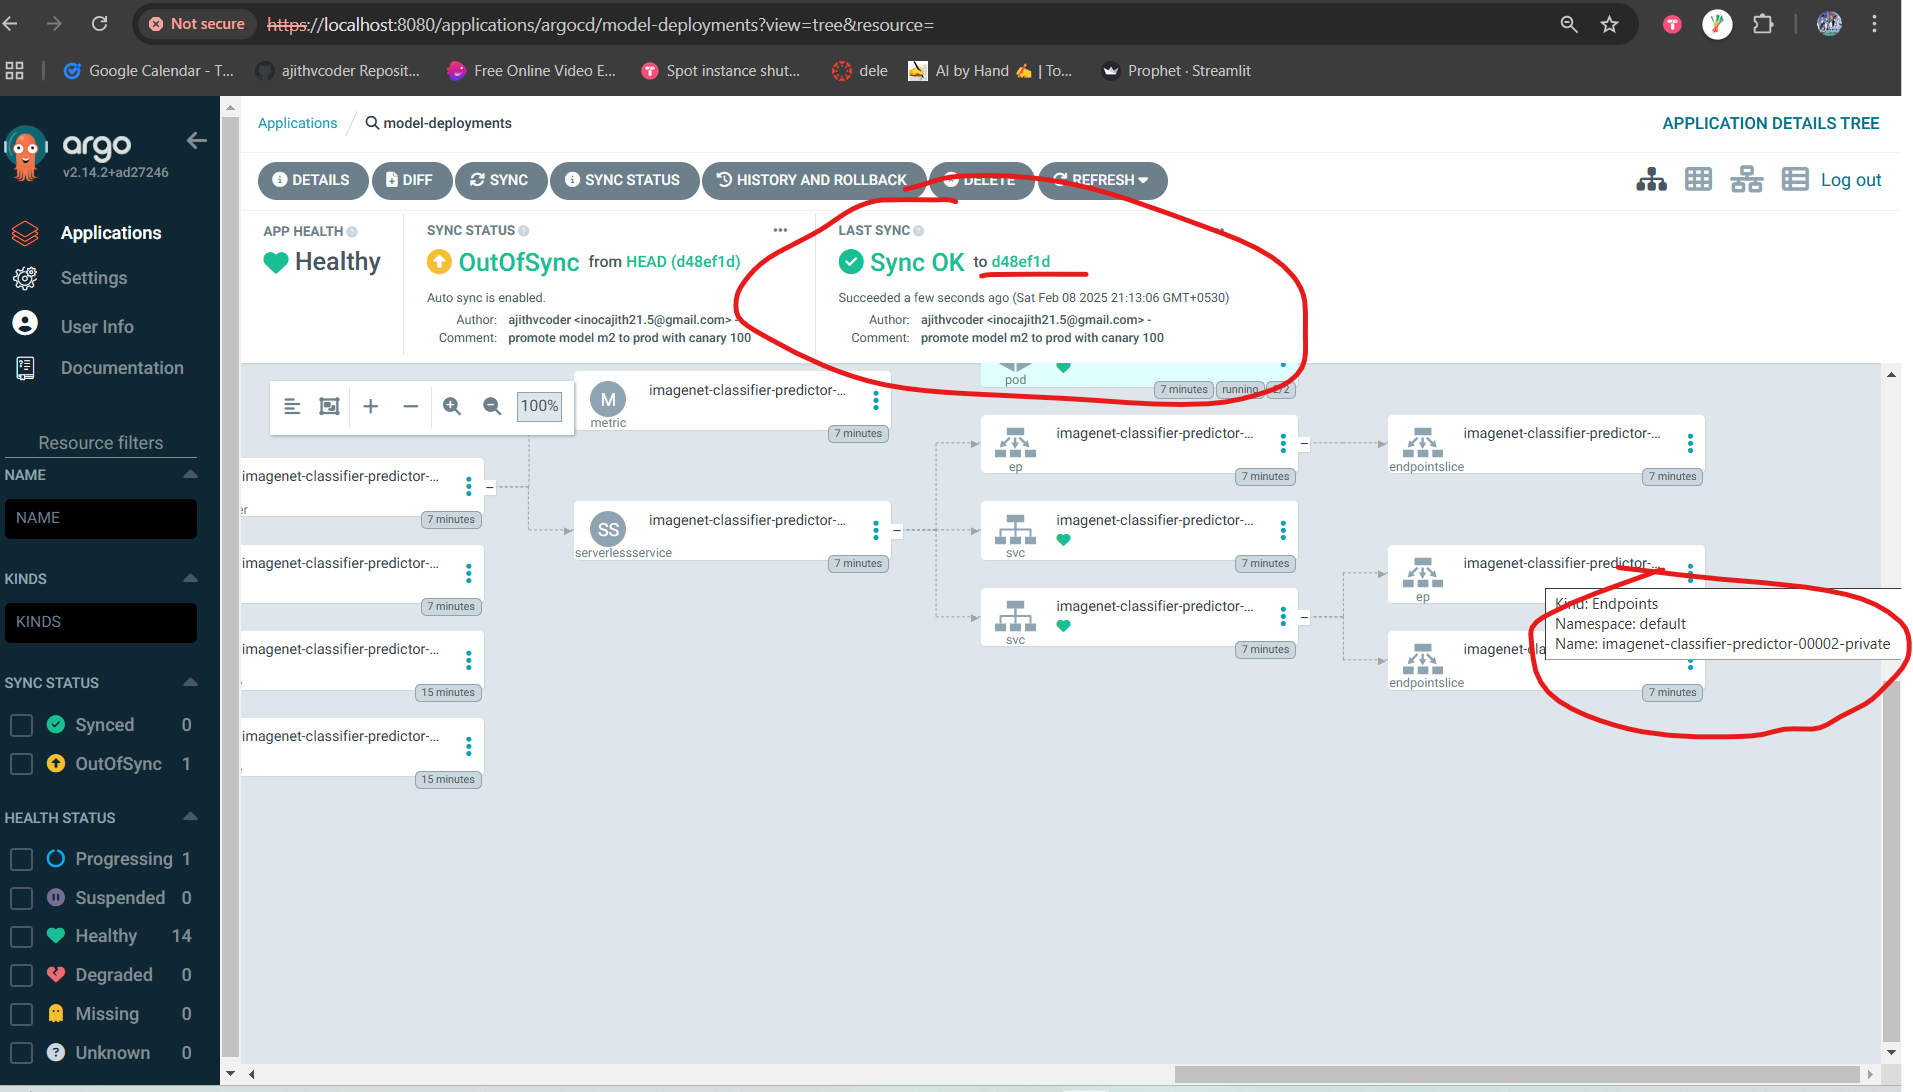 Not secure
https://localhost:8080/applications/argocd/model-deployments?view=tree&resource=
Google Calendar - T...
ajithvcoder Reposit...
Free Online Video E...
Spot instance shut...
dele
AI by Hand ✍ | To...
Prophet · Streamlit
argo
v2.14.2+ad27246
Applications
Settings
User Info
Documentation
Resource filters
NAME
NAME
KINDS
KINDS
SYNC STATUS
Synced 0
OutOfSync 1
HEALTH STATUS
Progressing 1
Suspended 0
Healthy 14
Degraded 0
Missing 0
Unknown 0
Applications / model-deployments
APPLICATION DETAILS TREE
DETAILS DIFF SYNC SYNC STATUS HISTORY AND ROLLBACK DELETE REFRESH
Log out
APP HEALTH
Healthy
SYNC STATUS
OutOfSync from HEAD (d48ef1d)
Auto sync is enabled.
Author: ajithvcoder <inocajith21.5@gmail.com> -
Comment: promote model m2 to prod with canary 100
LAST SYNC
Sync OK to d48ef1d
Succeeded a few seconds ago (Sat Feb 08 2025 21:13:06 GMT+0530)
Author: ajithvcoder <inocajith21.5@gmail.com> -
Comment: promote model m2 to prod with canary 100
100%
imagenet-classifier-predictor-...
7 minutes
imagenet-classifier-predictor-...
7 minutes
imagenet-classifier-predictor-...
15 minutes
imagenet-classifier-predictor-...
15 minutes
M
metric
imagenet-classifier-predictor-...
7 minutes
SS
serverlessservice
imagenet-classifier-predictor-...
7 minutes
pod
7 minutes running 2/2
ep
imagenet-classifier-predictor-...
7 minutes
svc
imagenet-classifier-predictor-...
7 minutes
svc
imagenet-classifier-predictor-...
7 minutes
endpointslice
imagenet-classifier-predictor-...
7 minutes
ep
imagenet-classifier-predictor-...
endpointslice
7 minutes
Kind: Endpoints
Namespace: default
Name: imagenet-classifier-predictor-00002-private